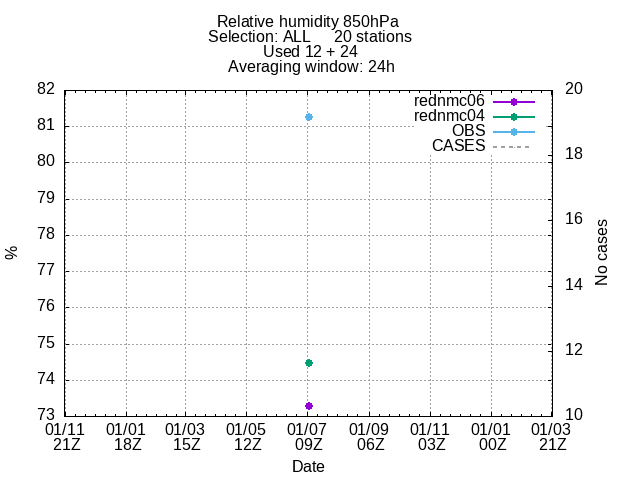 Relative humidity 850hPa
Selection: ALL 20 stations
Used 12 + 24
Averaging window: 24h
82 20
rednmc06
rednmc04
81
OBS
CASES
18
80
79
16
78
%
No cases
77
14
76
75
12
74
73 10
01/11 01/01 01/03 01/05 01/07 01/09 01/11 01/01 01/03
21Z 18Z 15Z 12Z 09Z 06Z 03Z 00Z 21Z
Date